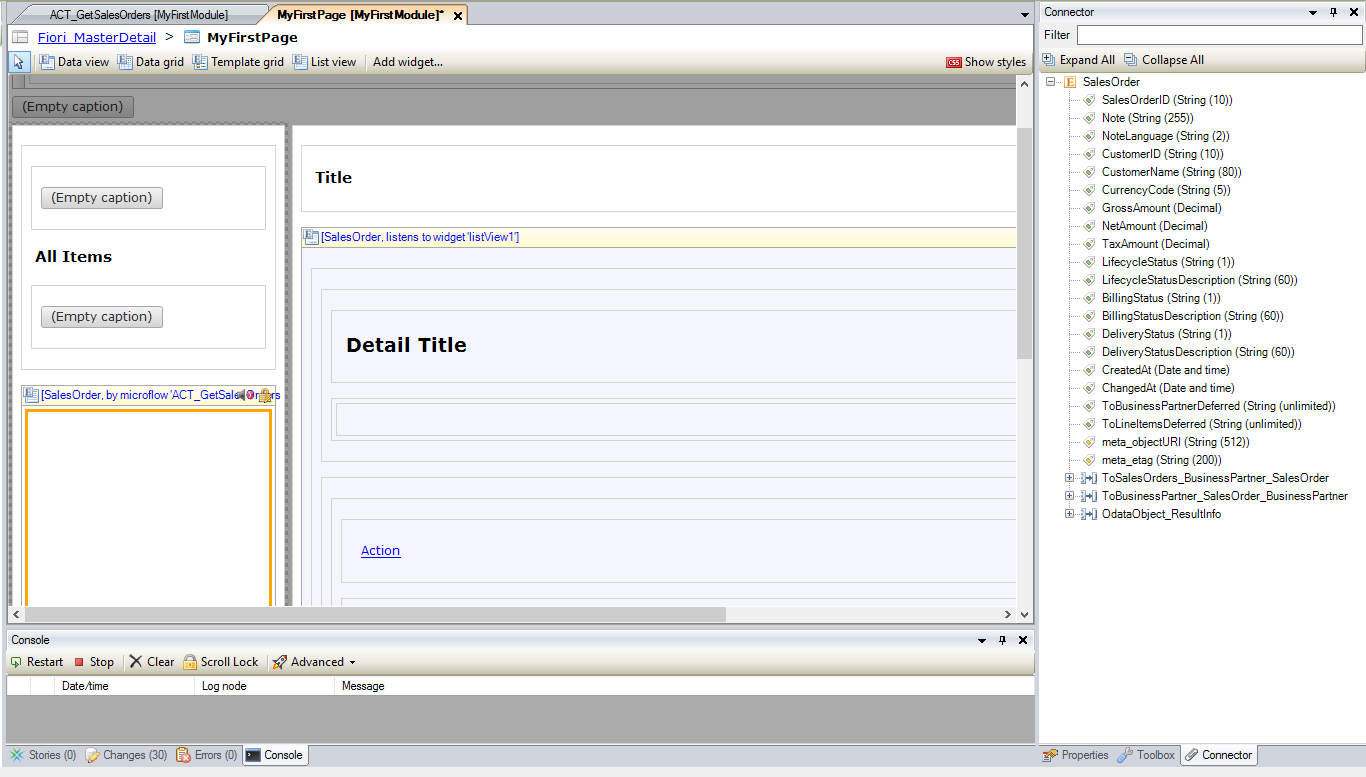 ACT_GetSalesOrders [MyFirstModule]
MyFirstPage [MyFirstModule]*
Fiori_MasterDetail > MyFirstPage
Data view Data grid Template grid List view Add widget... Show styles
(Empty caption)
(Empty caption)
All Items
(Empty caption)
[SalesOrder, by microflow 'ACT_GetSalesOrders
Title
[SalesOrder, listens to widget 'listView1']
Detail Title
Action
Console
Restart Stop Clear Scroll Lock Advanced
Date/time Log node Message
Stories (0) Changes (30) Errors (0) Console
Connector
Filter
Expand All Collapse All
SalesOrder
SalesOrderID (String (10))
Note (String (255))
NoteLanguage (String (2))
CustomerID (String (10))
CustomerName (String (80))
CurrencyCode (String (5))
GrossAmount (Decimal)
NetAmount (Decimal)
TaxAmount (Decimal)
LifecycleStatus (String (1))
LifecycleStatusDescription (String (60))
BillingStatus (String (1))
BillingStatusDescription (String (60))
DeliveryStatus (String (1))
DeliveryStatusDescription (String (60))
CreatedAt (Date and time)
ChangedAt (Date and time)
ToBusinessPartnerDeferred (String (unlimited))
ToLineItemsDeferred (String (unlimited))
meta_objectURI (String (512))
meta_etag (String (200))
ToSalesOrders_BusinessPartner_SalesOrder
ToBusinessPartner_SalesOrder_BusinessPartner
OdataObject_ResultInfo
Properties Toolbox Connector